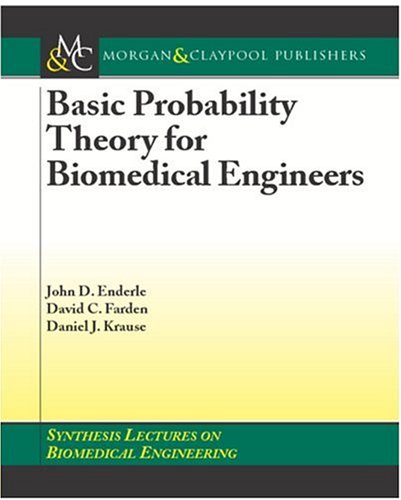 M
&C
MORGAN&CLAYPOOL PUBLISHERS
Basic Probability
Theory for
Biomedical Engineers
John D. Enderle
David C. Farden
Daniel J. Krause
SYNTHESIS LECTURES ON
BIOMEDICAL ENGINEERING